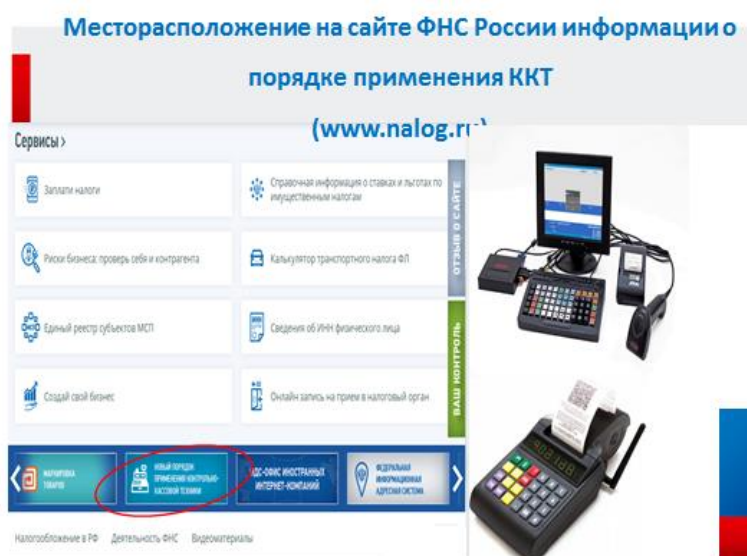 Месторасположение на сайте ФНС России информации о
порядке применения ККТ
(www.nalog.ru)
Сервисы >
Заплати налоги
Справочная информация о ставках и льготах по
имущественным налогам
Риски бизнеса: проверь себя и контрагента
Калькулятор транспортного налога ФЛ
Единый реестр субъектов МСП
Сведения об ИНН физического лица
Создай свой бизнес
Онлайн запись на прием в налоговый орган
ОТЗЫВ О САЙТЕ
ВАШ КОНТРОЛЬ
МАРКИРОВКА
ТОВАРОВ
НОВЫЙ ПОРЯДОК
ПРИМЕНЕНИЯ КОНТРОЛЬНО-
КАССОВОЙ ТЕХНИКИ
НДС-ОФИС ИНОСТРАННЫХ
ИНТЕРНЕТ-КОМПАНИЙ
ФЕДЕРАЛЬНАЯ
ИНФОРМАЦИОННАЯ
АДРЕСНАЯ СИСТЕМА
Налогообложение в РФ Деятельность ФНС Видеоматериалы